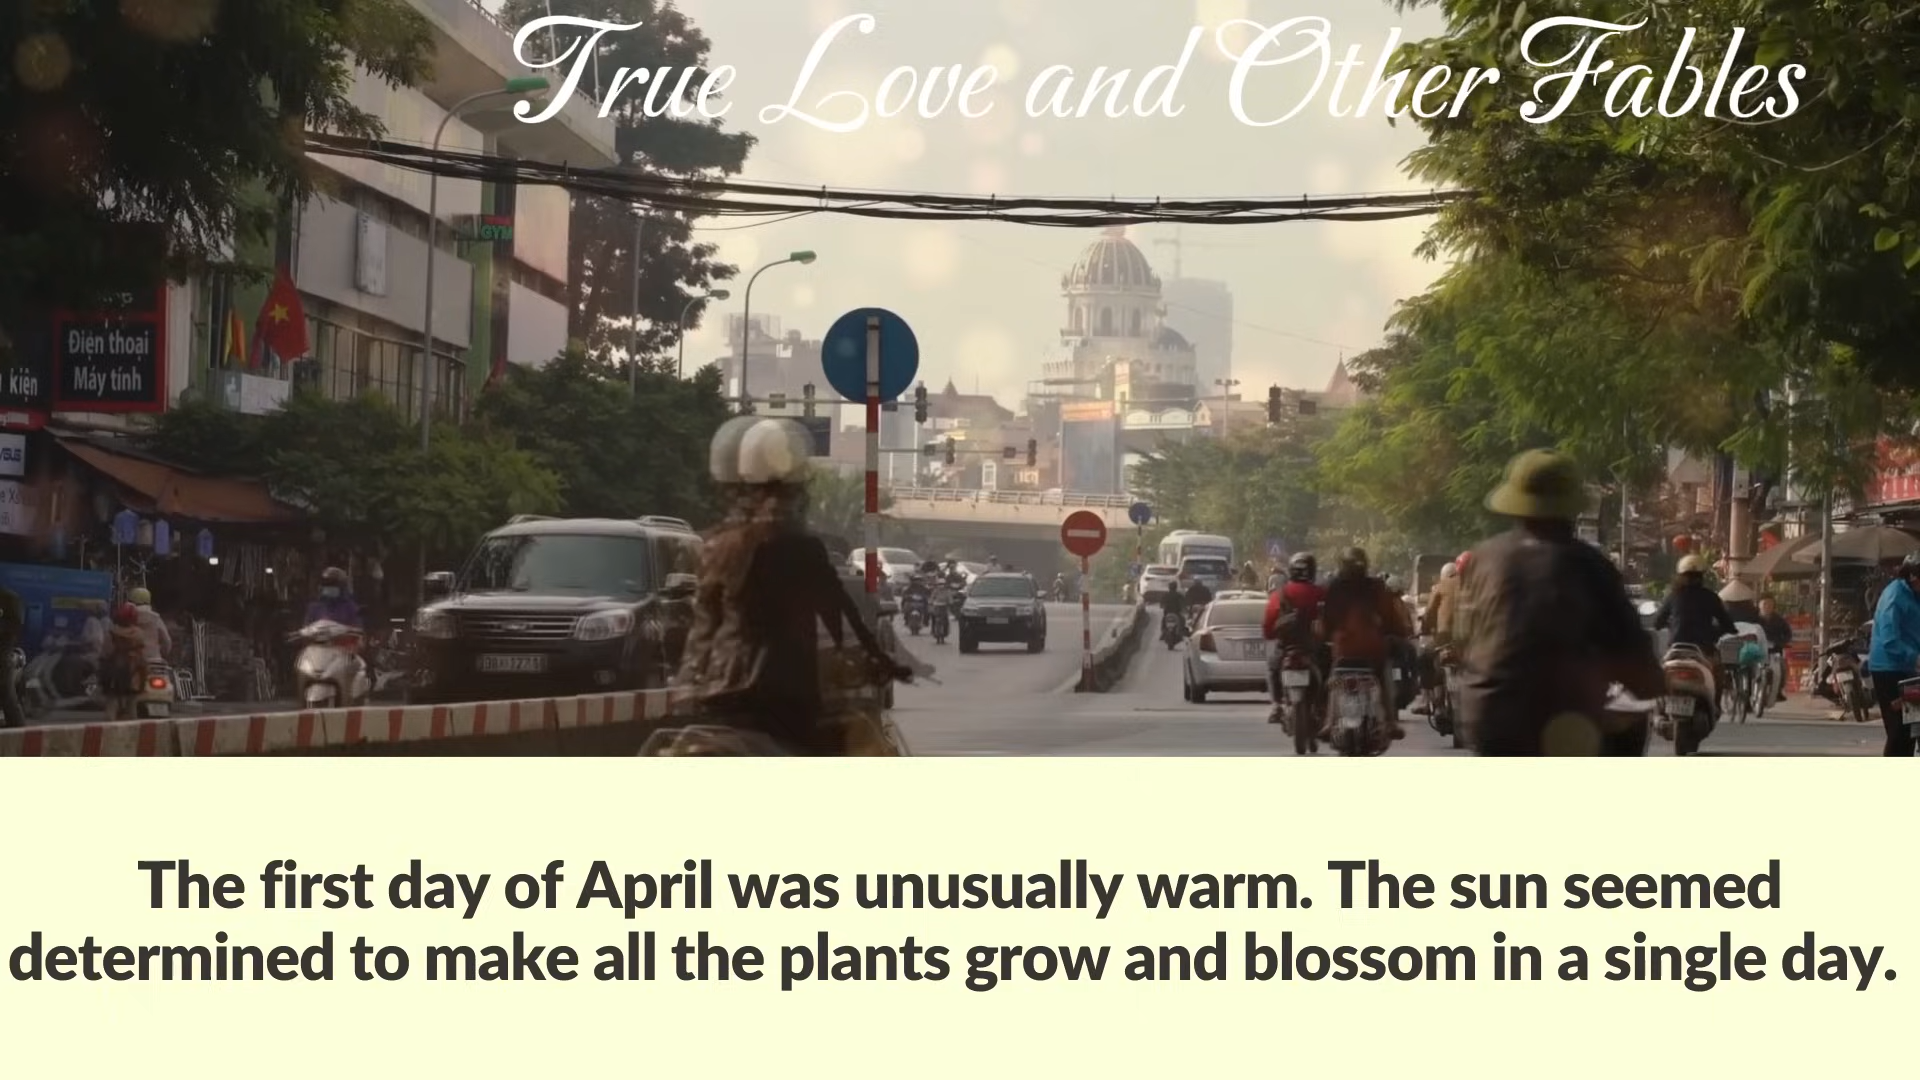 True Love and Other Fables
GYM
Điện thoại
Máy tính
kiện
The first day of April was unusually warm. The sun seemed
determined to make all the plants grow and blossom in a single day.